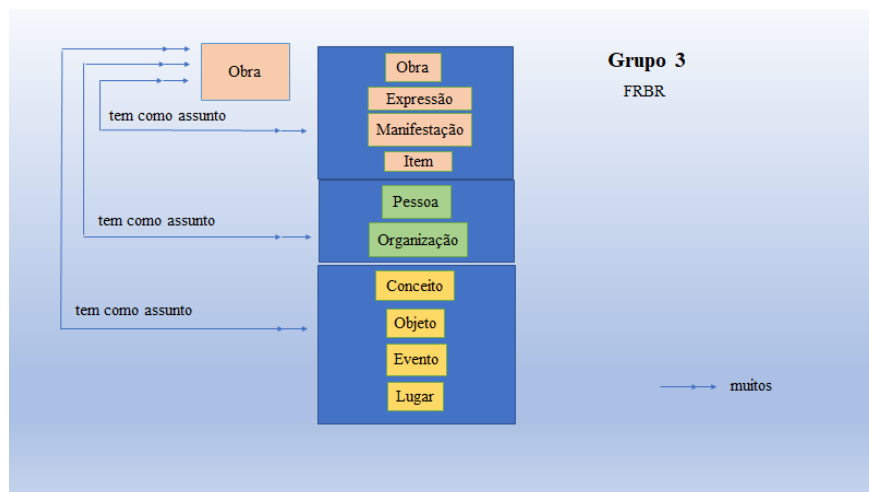 Grupo 3
FRBR
Obra
tem como assunto
tem como assunto
tem como assunto
Obra
Expressão
Manifestação
Item
Pessoa
Organização
Conceito
Objeto
Evento
Lugar
muitos